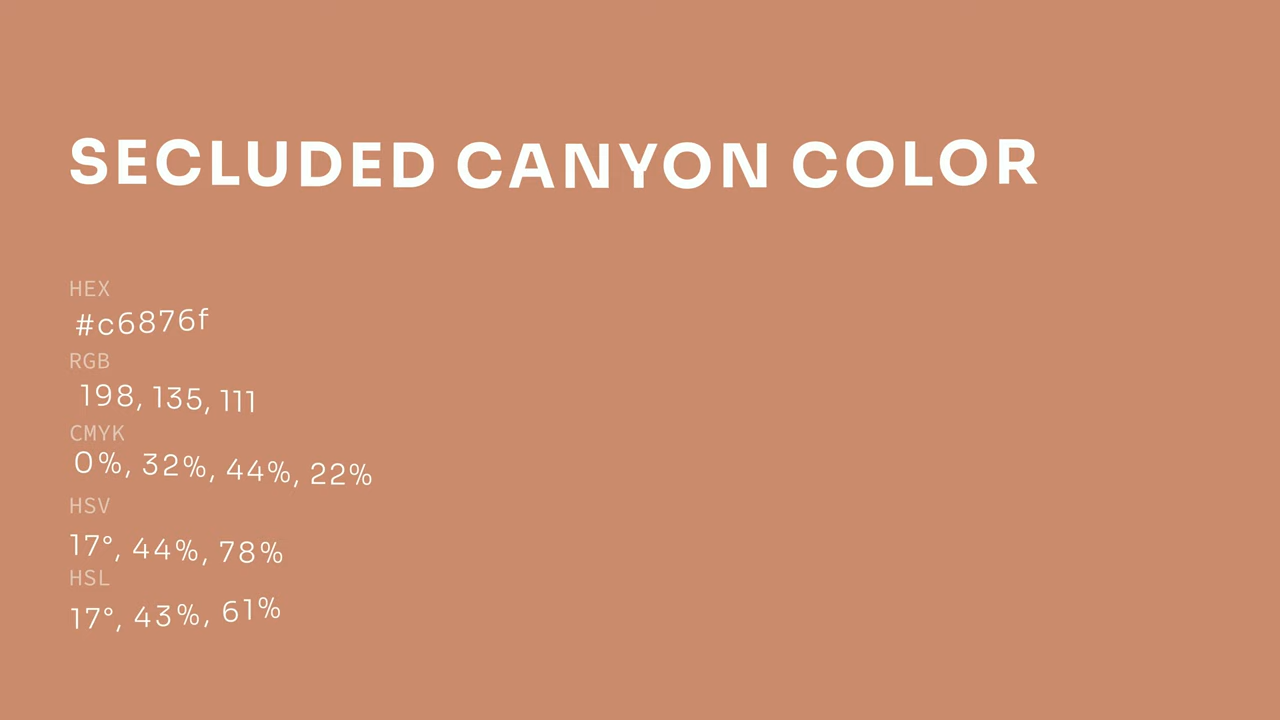 SECLUDED CANYON COLOR
HEX
#c6876f
RGB
198, 135, 111
CMYK
0%, 32%, 44%, 22%
HSV
17°, 44%, 78%
HSL
17°, 43%, 61%